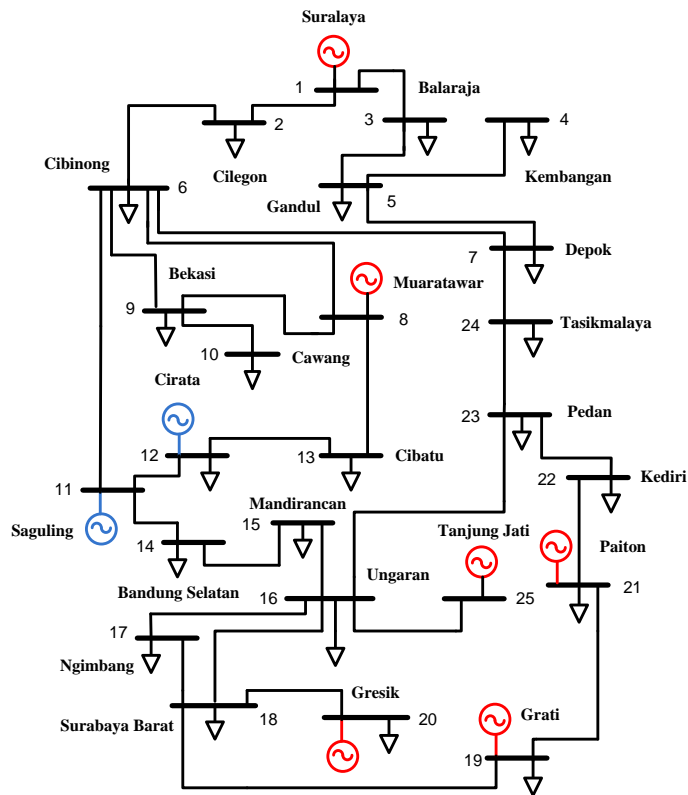 Suralaya
1
Balaraja
3
4
2
Cibinong
Cilegon
Kembangan
6
Gandul
5
7
Depok
Bekasi
Muaratawar
9
8
24
Tasikmalaya
10
Cawang
Cirata
23
Pedan
12
13
Cibatu
11
22
Kediri
Mandirancan
15
Saguling
Tanjung Jati
14
Paiton
Ungaran
Bandung Selatan
16
25
21
17
Ngimbang
Gresik
Grati
Surabaya Barat
18
20
19